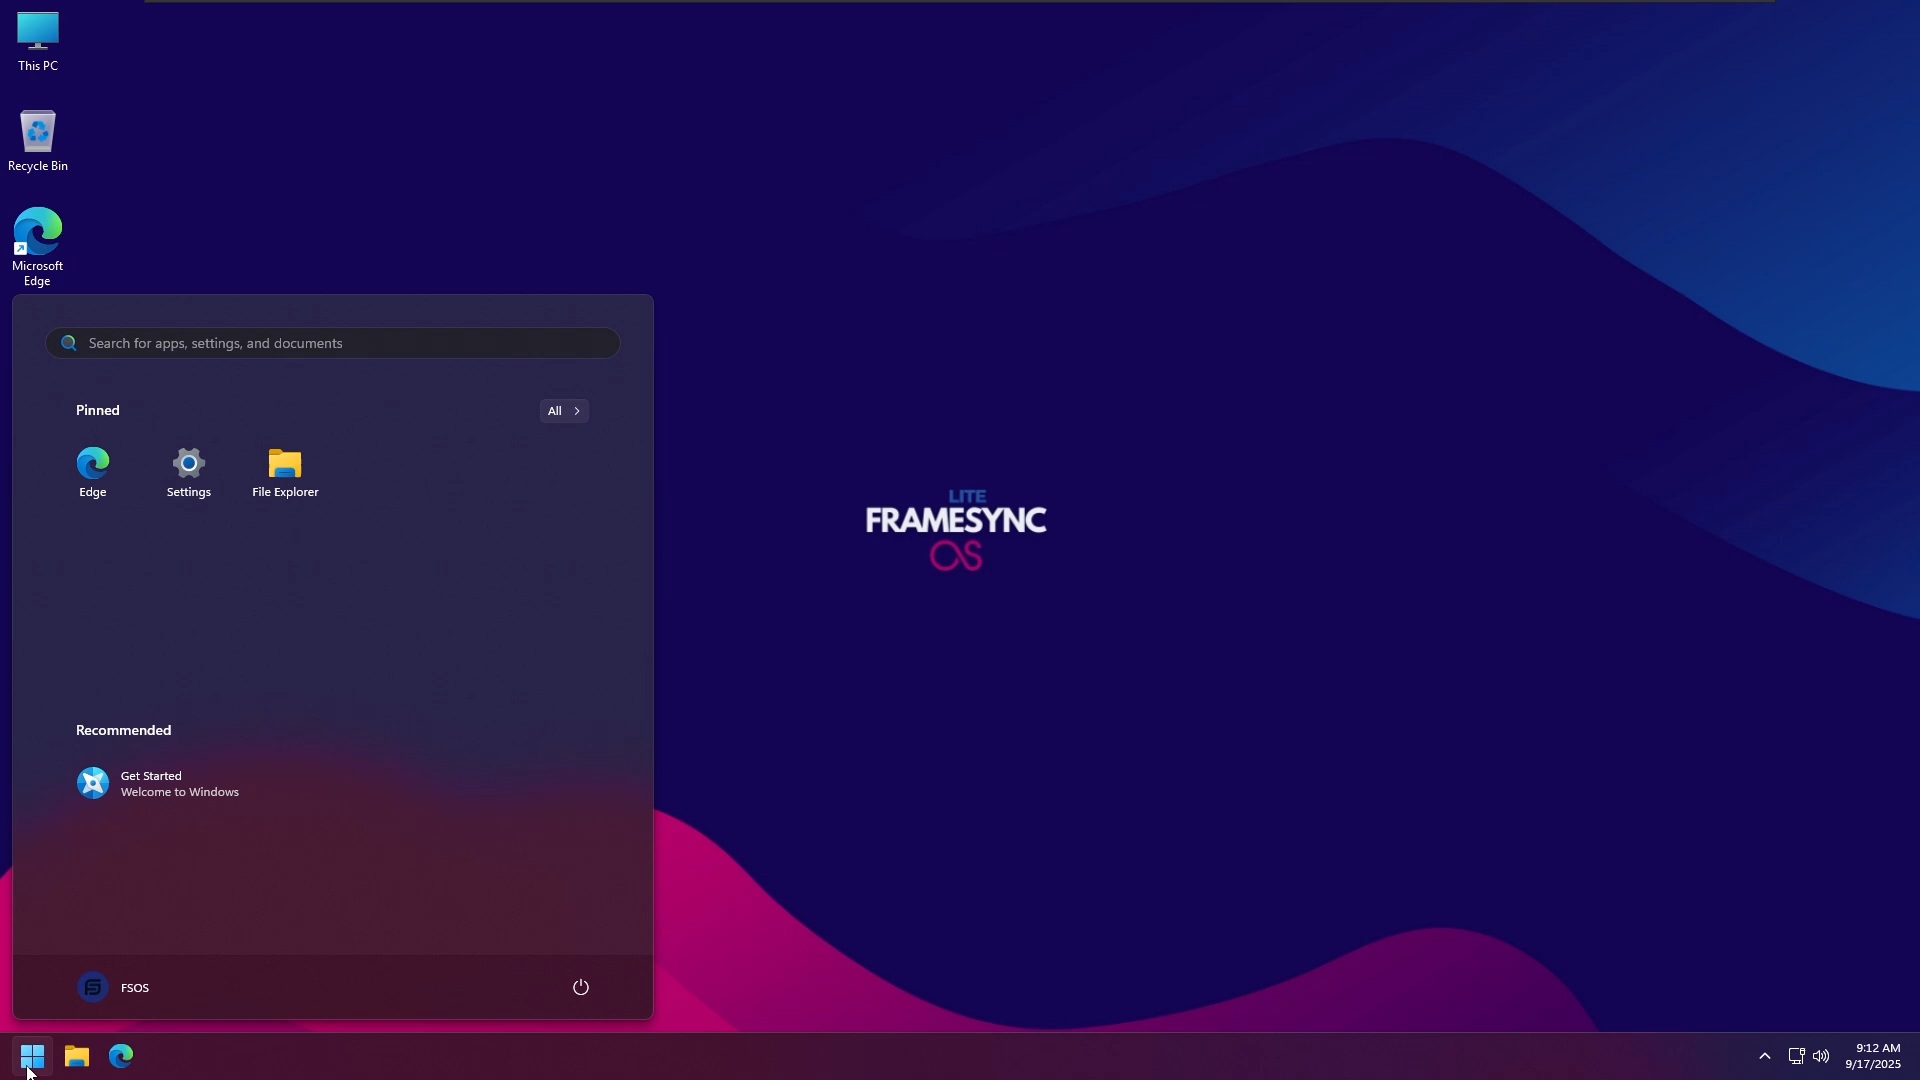 This PC
Recycle Bin
Microsoft
Edge
Search for apps, settings, and documents
Pinned
All
Edge
Settings
File Explorer
Recommended
Get Started
Welcome to Windows
FSOS
LITE
FRAMESYNC
OS
9:12 AM
9/17/2025